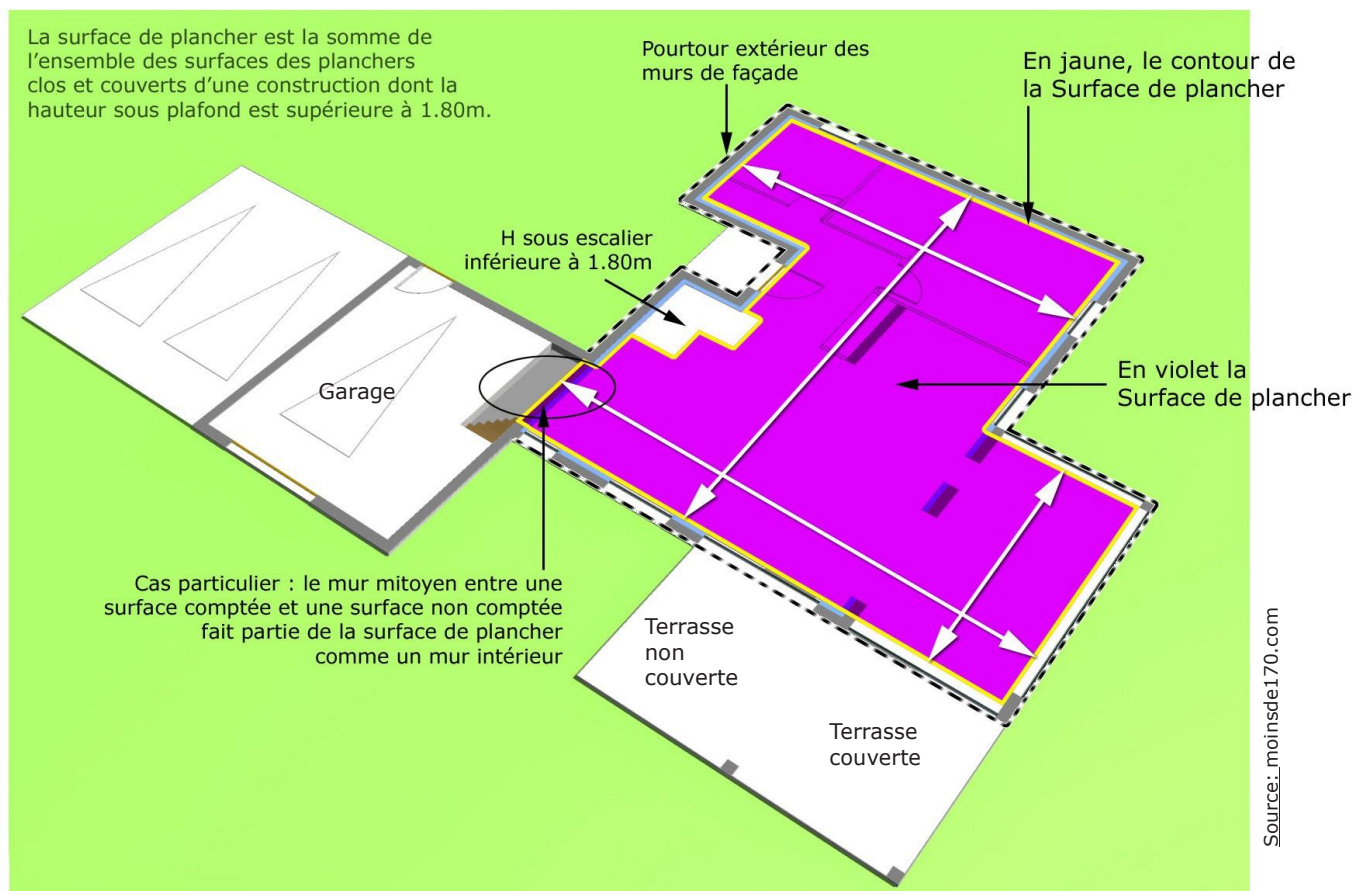 La surface de plancher est la somme de
l'ensemble des surfaces des planchers
clos et couverts d'une construction dont la
hauteur sous plafond est supérieure à 1.80m.
Pourtour extérieur des
murs de façade
En jaune, le contour de
la Surface de plancher
H sous escalier
inférieure à 1.80m
Garage
En violet la
Surface de plancher
Cas particulier : le mur mitoyen entre une
surface comptée et une surface non comptée
fait partie de la surface de plancher
comme un mur intérieur
Terrasse
non
couverte
Terrasse
couverte
Source: moinsde170.com